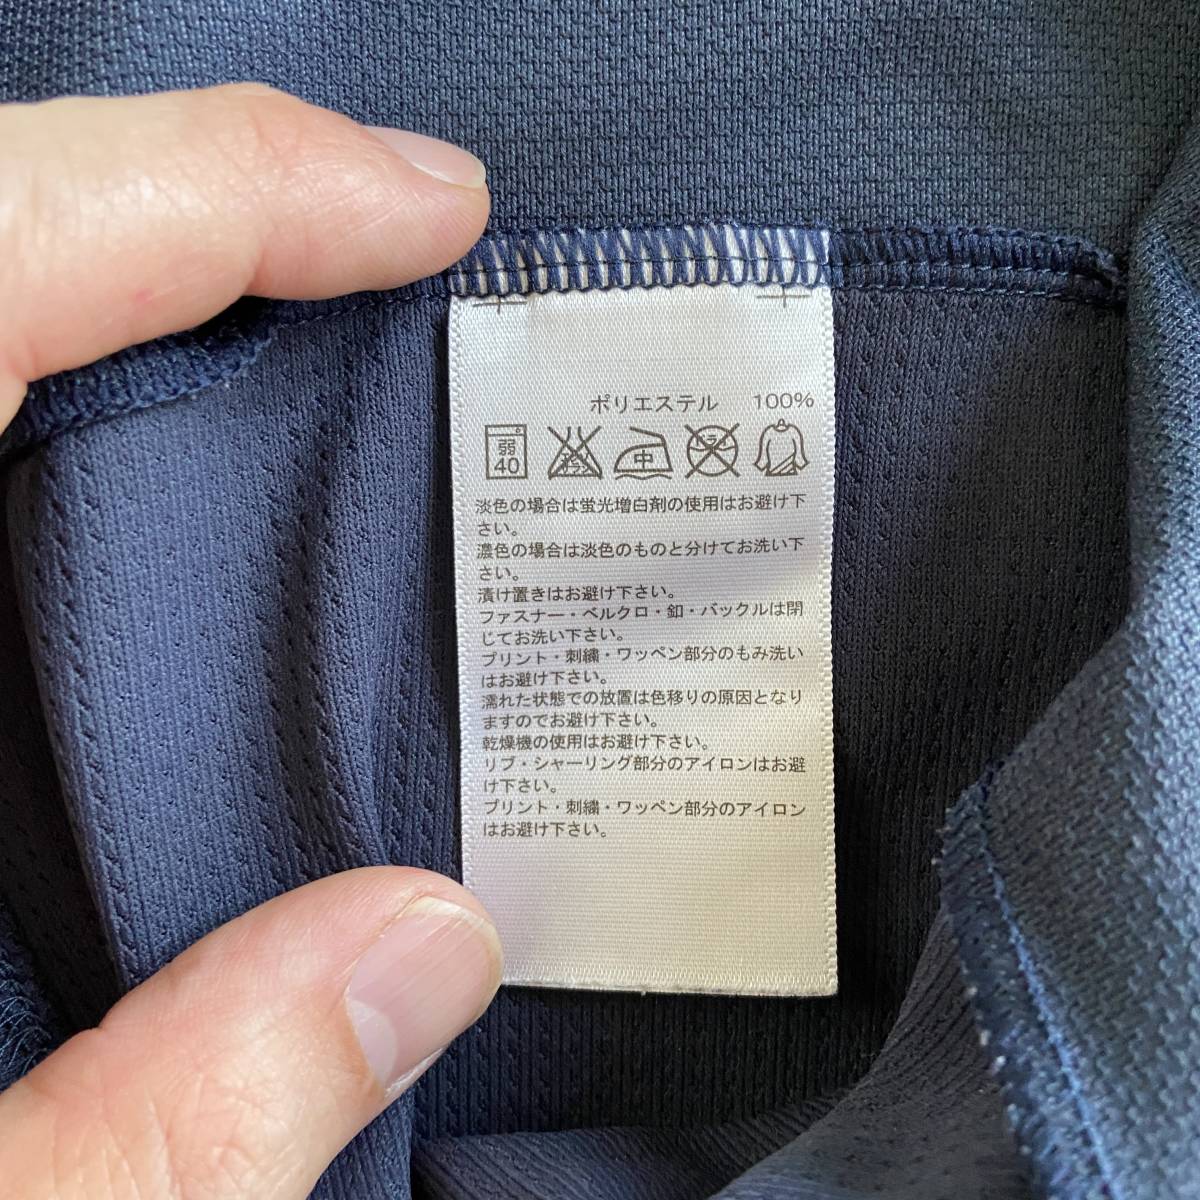 ポリエステル 100%
弱 40 エンソサラシ 中 ドライ
淡色の場合は蛍光増白剤の使用はお避け下
さい。
濃色の場合は淡色のものと分けてお洗い下
さい。
漬け置きはお避け下さい。
ファスナー・ベルクロ・釦・バックルは閉
じてお洗い下さい。
プリント・刺繍・ワッペン部分のもみ洗い
はお避け下さい。
濡れた状態での放置は色移りの原因となり
ますのでお避け下さい。
乾燥機の使用はお避け下さい。
リブ・シャーリング部分のアイロンはお避
け下さい。
プリント・刺繍・ワッペン部分のアイロン
はお避け下さい。